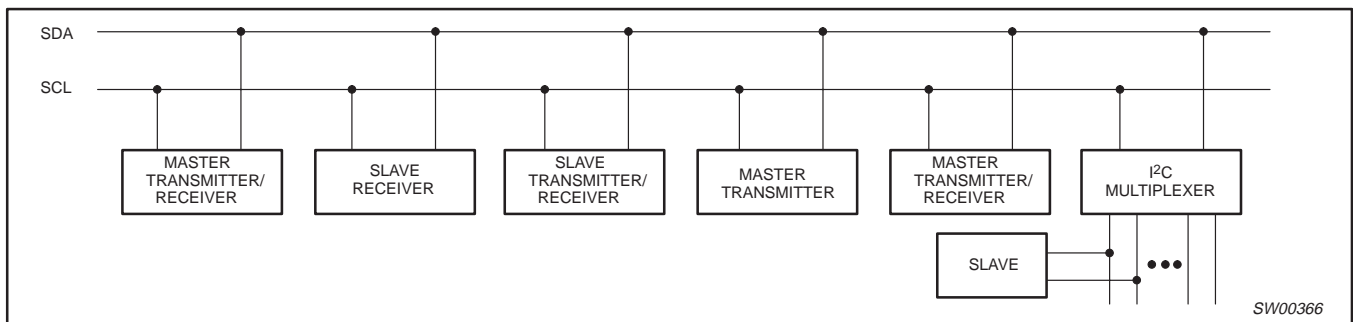 SDA
SCL
MASTER
TRANSMITTER/
RECEIVER
SLAVE
RECEIVER
SLAVE
TRANSMITTER/
RECEIVER
MASTER
TRANSMITTER
MASTER
TRANSMITTER/
RECEIVER
I²C
MULTIPLEXER
SLAVE
SW00366